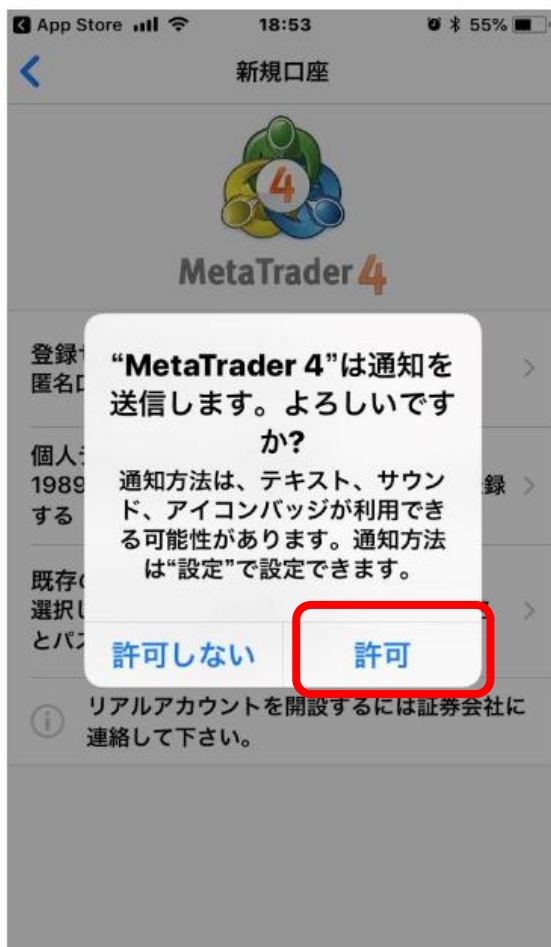 App Store 18:53 55%
新規口座
4
MetaTrader 4
登録
匿名
“MetaTrader 4”は通知を
送信します。よろしいです
か?
通知方法は、テキスト、サウン
ド、アイコンバッジが利用でき
る可能性があります。通知方法
は“設定”で設定できます。
個人
1989 録
する
既存の
選択し
とパス
許可しない 許可
リアルアカウントを開設するには証券会社に
連絡して下さい。